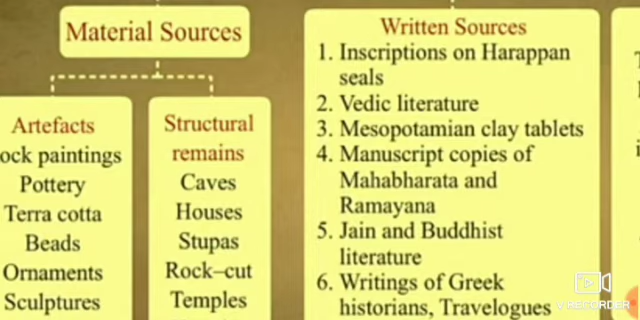 Material Sources
Artefacts
ock paintings
Pottery
Terra cotta
Beads
Ornaments
Sculptures
Structural
remains
Caves
Houses
Stupas
Rock–cut
Temples
Written Sources
1. Inscriptions on Harappan
seals
2. Vedic literature
3. Mesopotamian clay tablets
4. Manuscript copies of
Mahabharata and
Ramayana
5. Jain and Buddhist
literature
6. Writings of Greek
historians, Travelogues